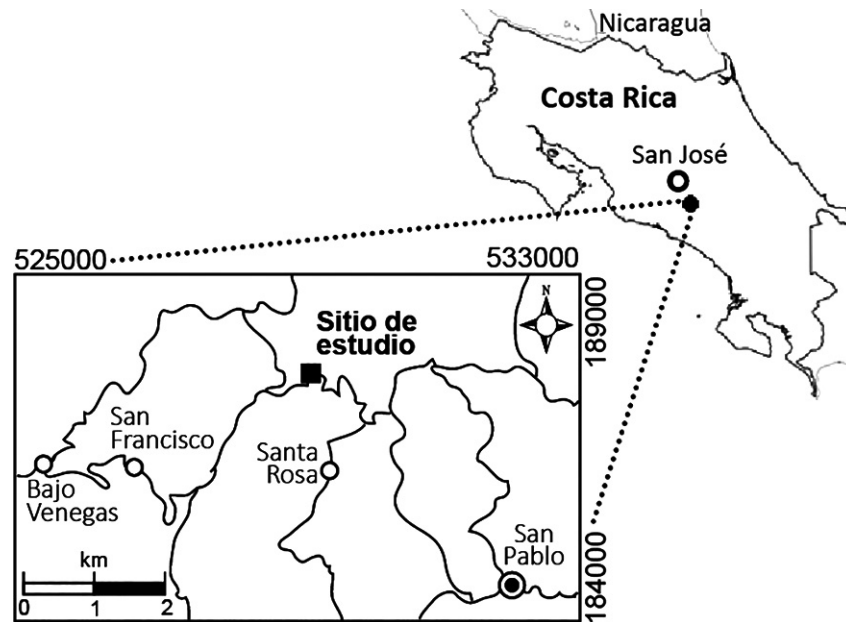 Nicaragua
Costa Rica
San José
525000
533000
189000
N
Sitio de
estudio
San
Francisco
Santa
Rosa
Bajo
Venegas
San
Pablo
184000
km
0 1 2